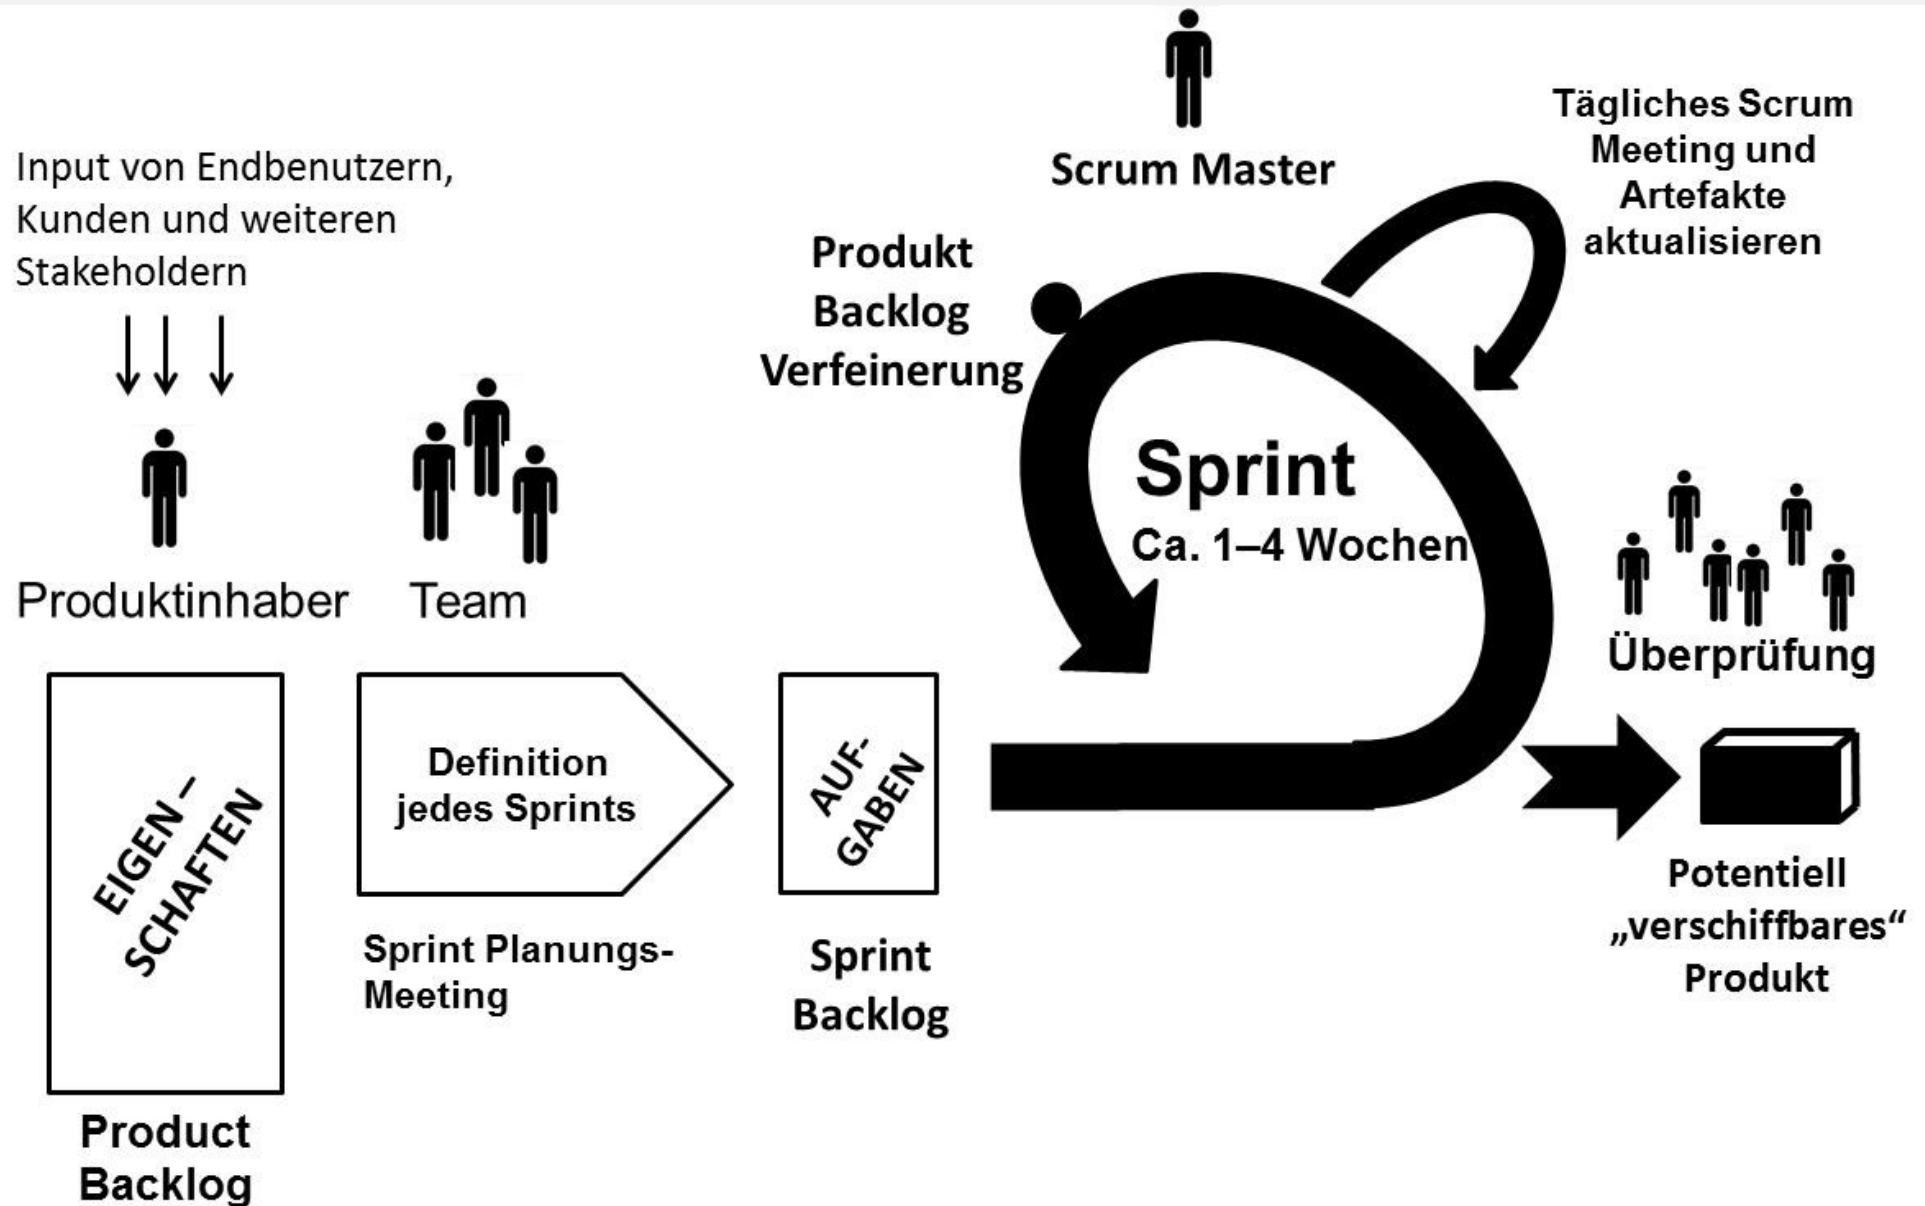 Scrum Master
Tägliches Scrum
Meeting und
Artefakte
aktualisieren
Input von Endbenutzern,
Kunden und weiteren
Stakeholdern
Produkt
Backlog
Verfeinerung
Sprint
Ca. 1–4 Wochen
Produktinhaber
Team
Überprüfung
EIGEN –
SCHAFTEN
Definition
jedes Sprints
AUF-
GABEN
Sprint Planungs-
Meeting
Sprint
Backlog
Potentiell
„verschiffbares“
Produkt
Product
Backlog